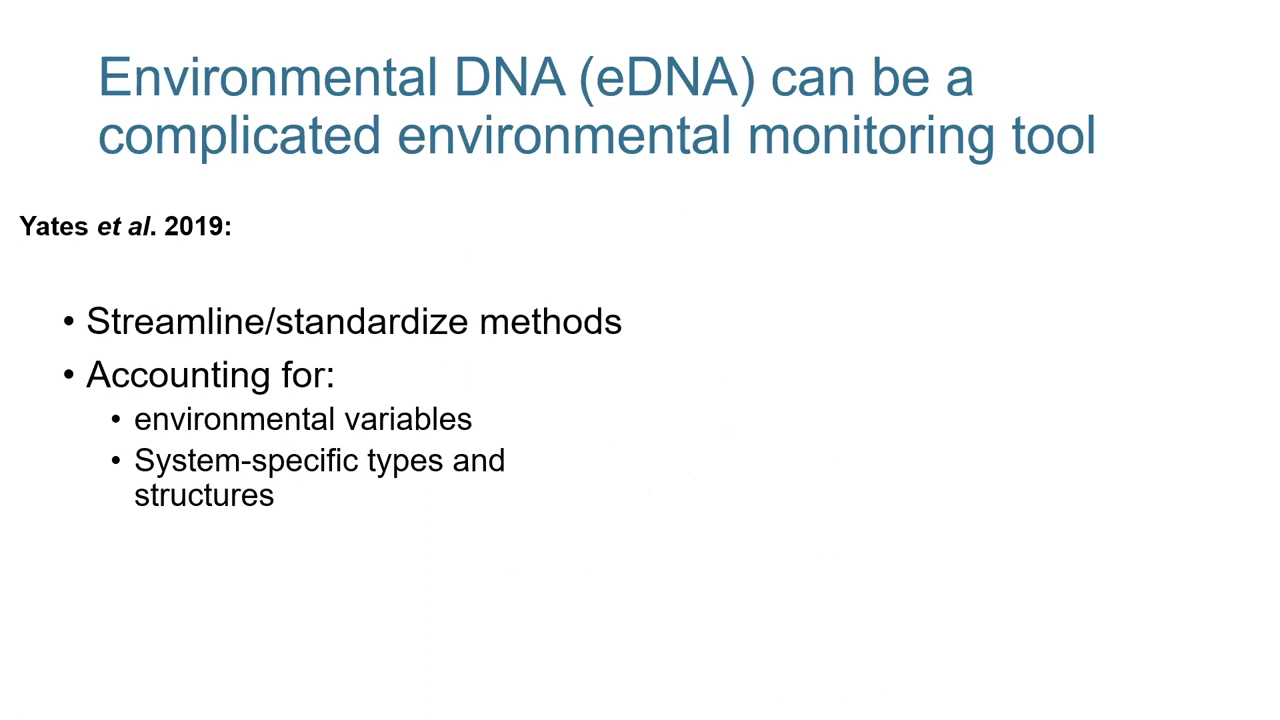 Environmental DNA (eDNA) can be a
complicated environmental monitoring tool
Yates et al. 2019:
• Streamline/standardize methods
• Accounting for:
• environmental variables
• System-specific types and
structures